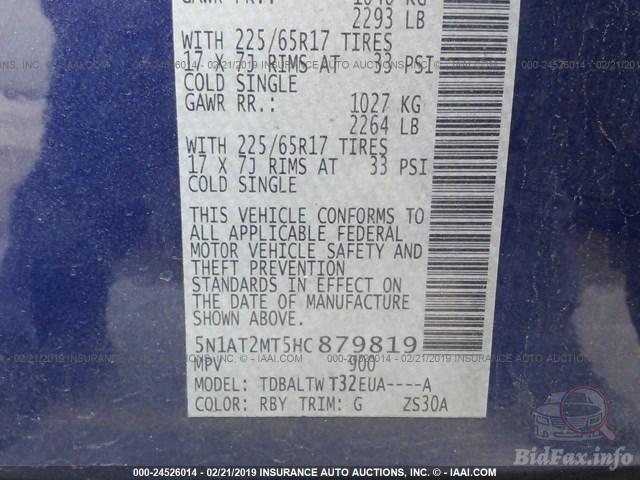 GAWR FR.: 1040 KG
2293 LB
WITH 225/65R17 TIRES
17 X 7J RIMS AT 33 PSI
COLD SINGLE
GAWR RR.: 1027 KG
2264 LB
WITH 225/65R17 TIRES
17 X 7J RIMS AT 33 PSI
COLD SINGLE
THIS VEHICLE CONFORMS TO
ALL APPLICABLE FEDERAL
MOTOR VEHICLE SAFETY AND
THEFT PREVENTION
STANDARDS IN EFFECT ON
THE DATE OF MANUFACTURE
SHOWN ABOVE.
5N1AT2MT5HC879819
MPV 900
MODEL: TDBALTWT32EUA----A
COLOR: RBY TRIM: G ZS30A
000-24526014 - 02/21/2019 INSURANCE AUTO AUCTIONS, INC. - IAAI.COM
BidFax.info